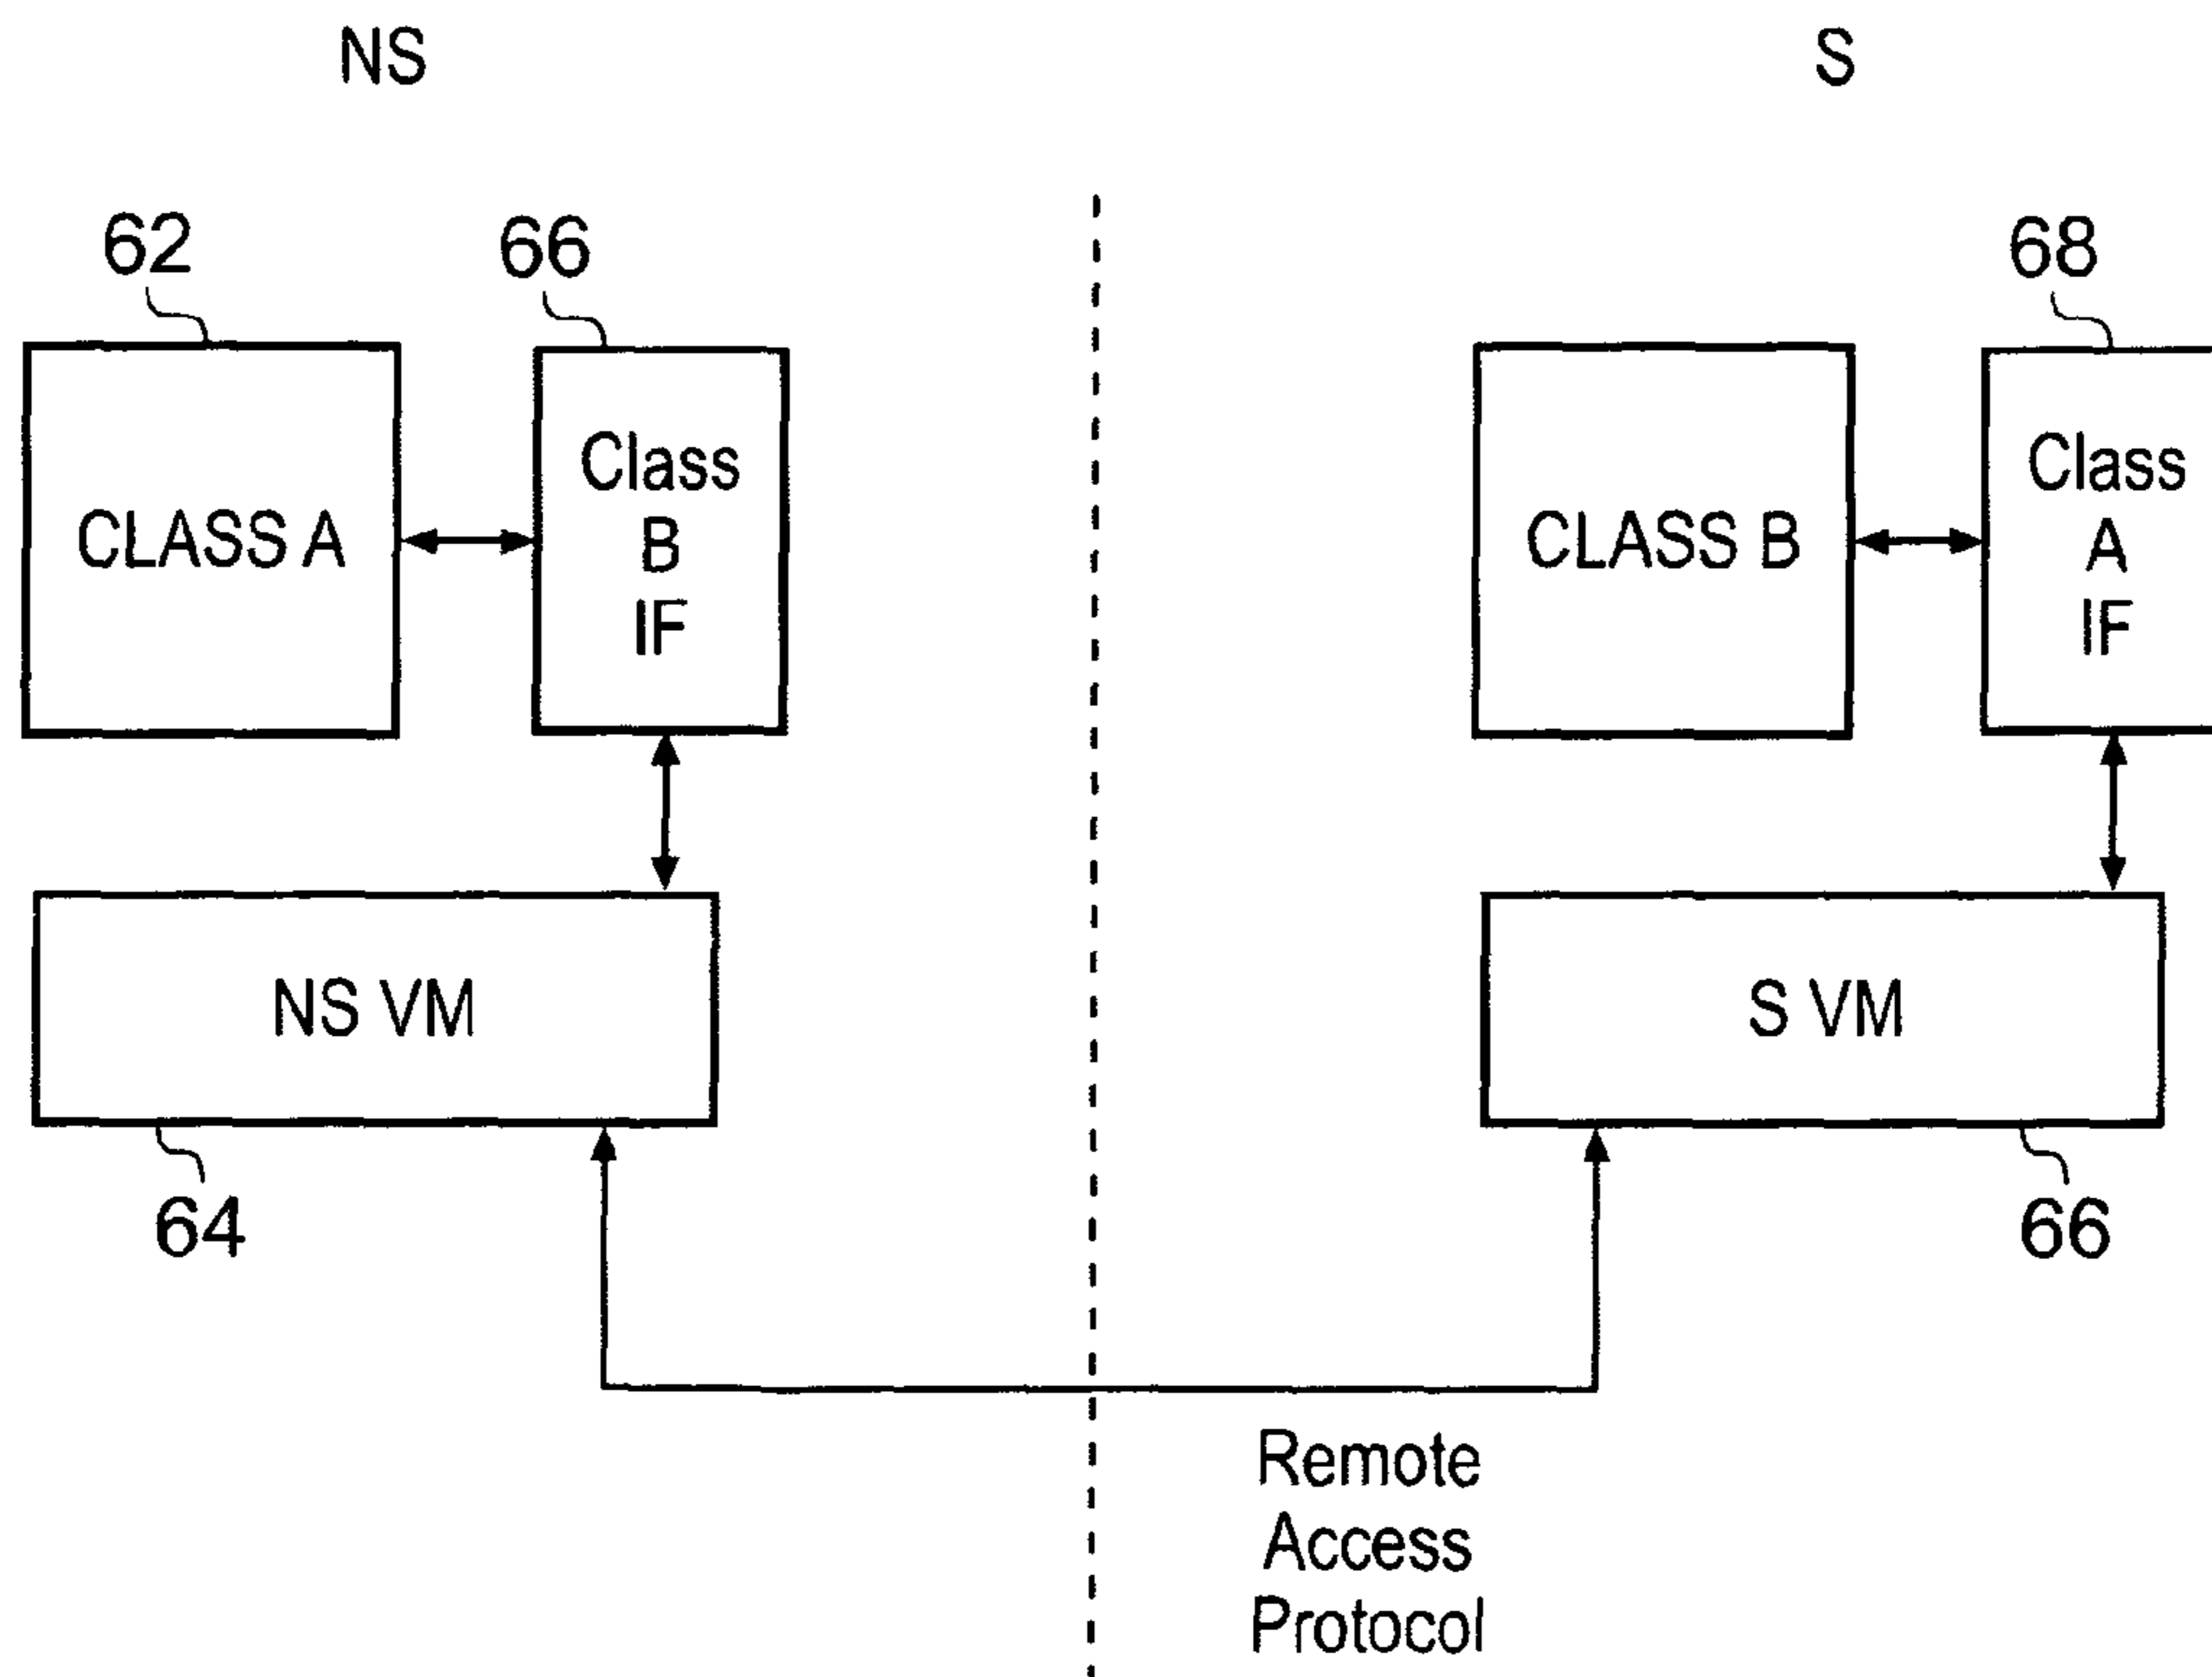 NS
S
62
66
68
CLASS A
Class
B
IF
CLASS B
Class
A
IF
NS VM
S VM
64
66
Remote
Access
Protocol